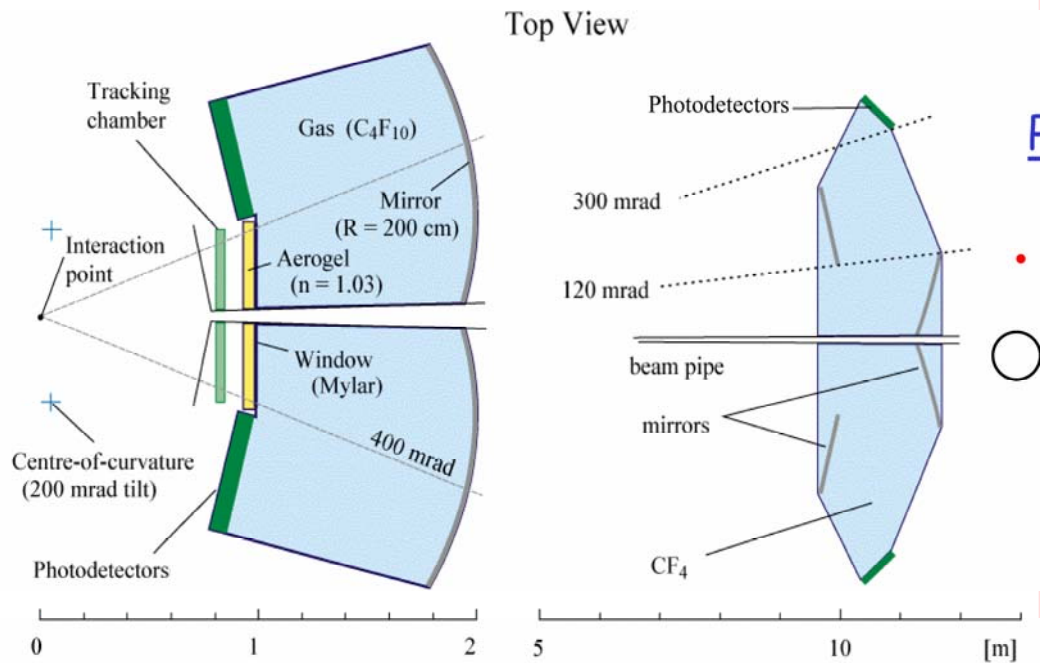 Top View
Tracking
chamber
Gas (C₄F₁₀)
Mirror
(R = 200 cm)
Interaction
point
Aerogel
(n = 1.03)
Window
(Mylar)
400 mrad
Centre-of-curvature
(200 mrad tilt)
Photodetectors
0
1
2
Photodetectors
300 mrad
120 mrad
beam pipe
mirrors
CF₄
5
10
[m]